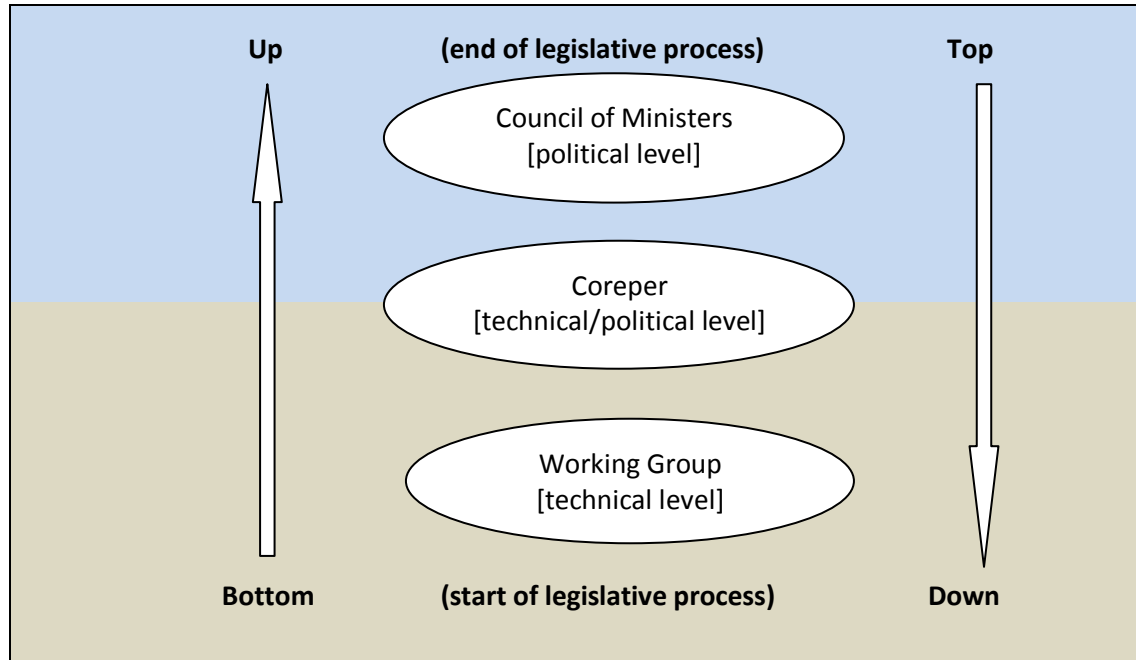 Up
(end of legislative process)
Top
Council of Ministers
[political level]
Coreper
[technical/political level]
Working Group
[technical level]
Bottom
(start of legislative process)
Down